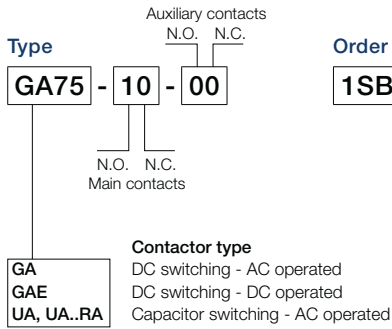 Auxiliary contacts
N.O. N.C.
Type
Order
GA75 - 10 - 00
1SB
N.O. N.C.
Main contacts
Contactor type
GA DC switching - AC operated
GAE DC switching - DC operated
UA, UA..RA Capacitor switching - AC operated